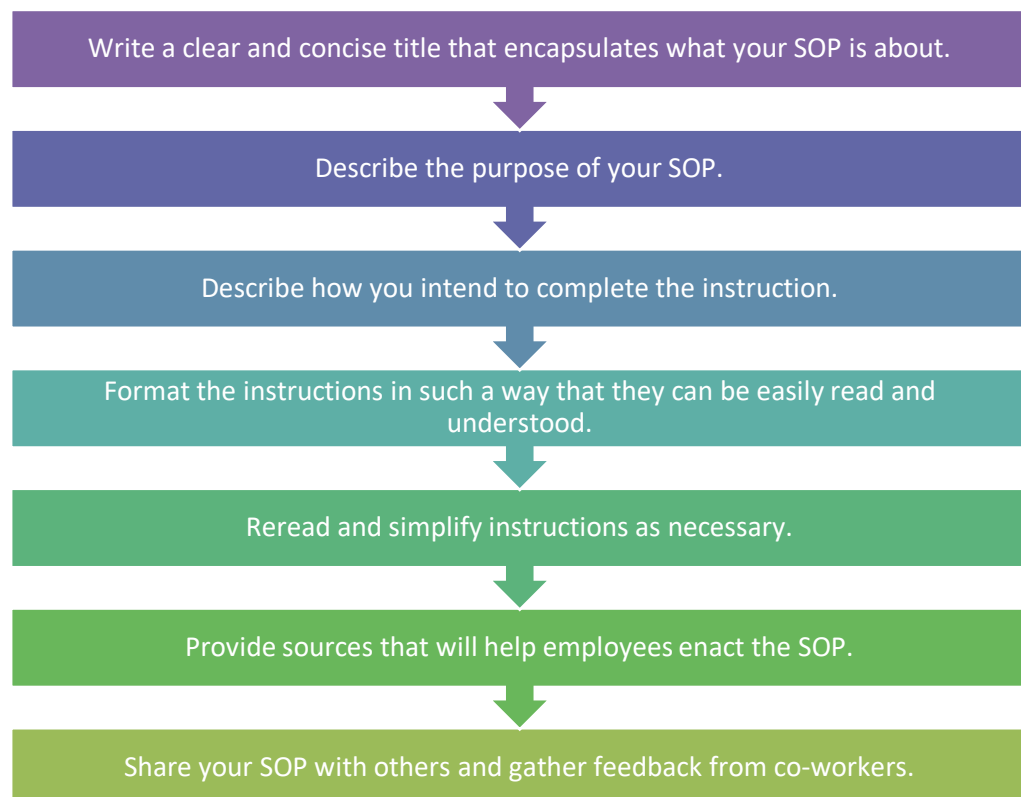 Write a clear and concise title that encapsulates what your SOP is about.
Describe the purpose of your SOP.
Describe how you intend to complete the instruction.
Format the instructions in such a way that they can be easily read and
understood.
Reread and simplify instructions as necessary.
Provide sources that will help employees enact the SOP.
Share your SOP with others and gather feedback from co-workers.